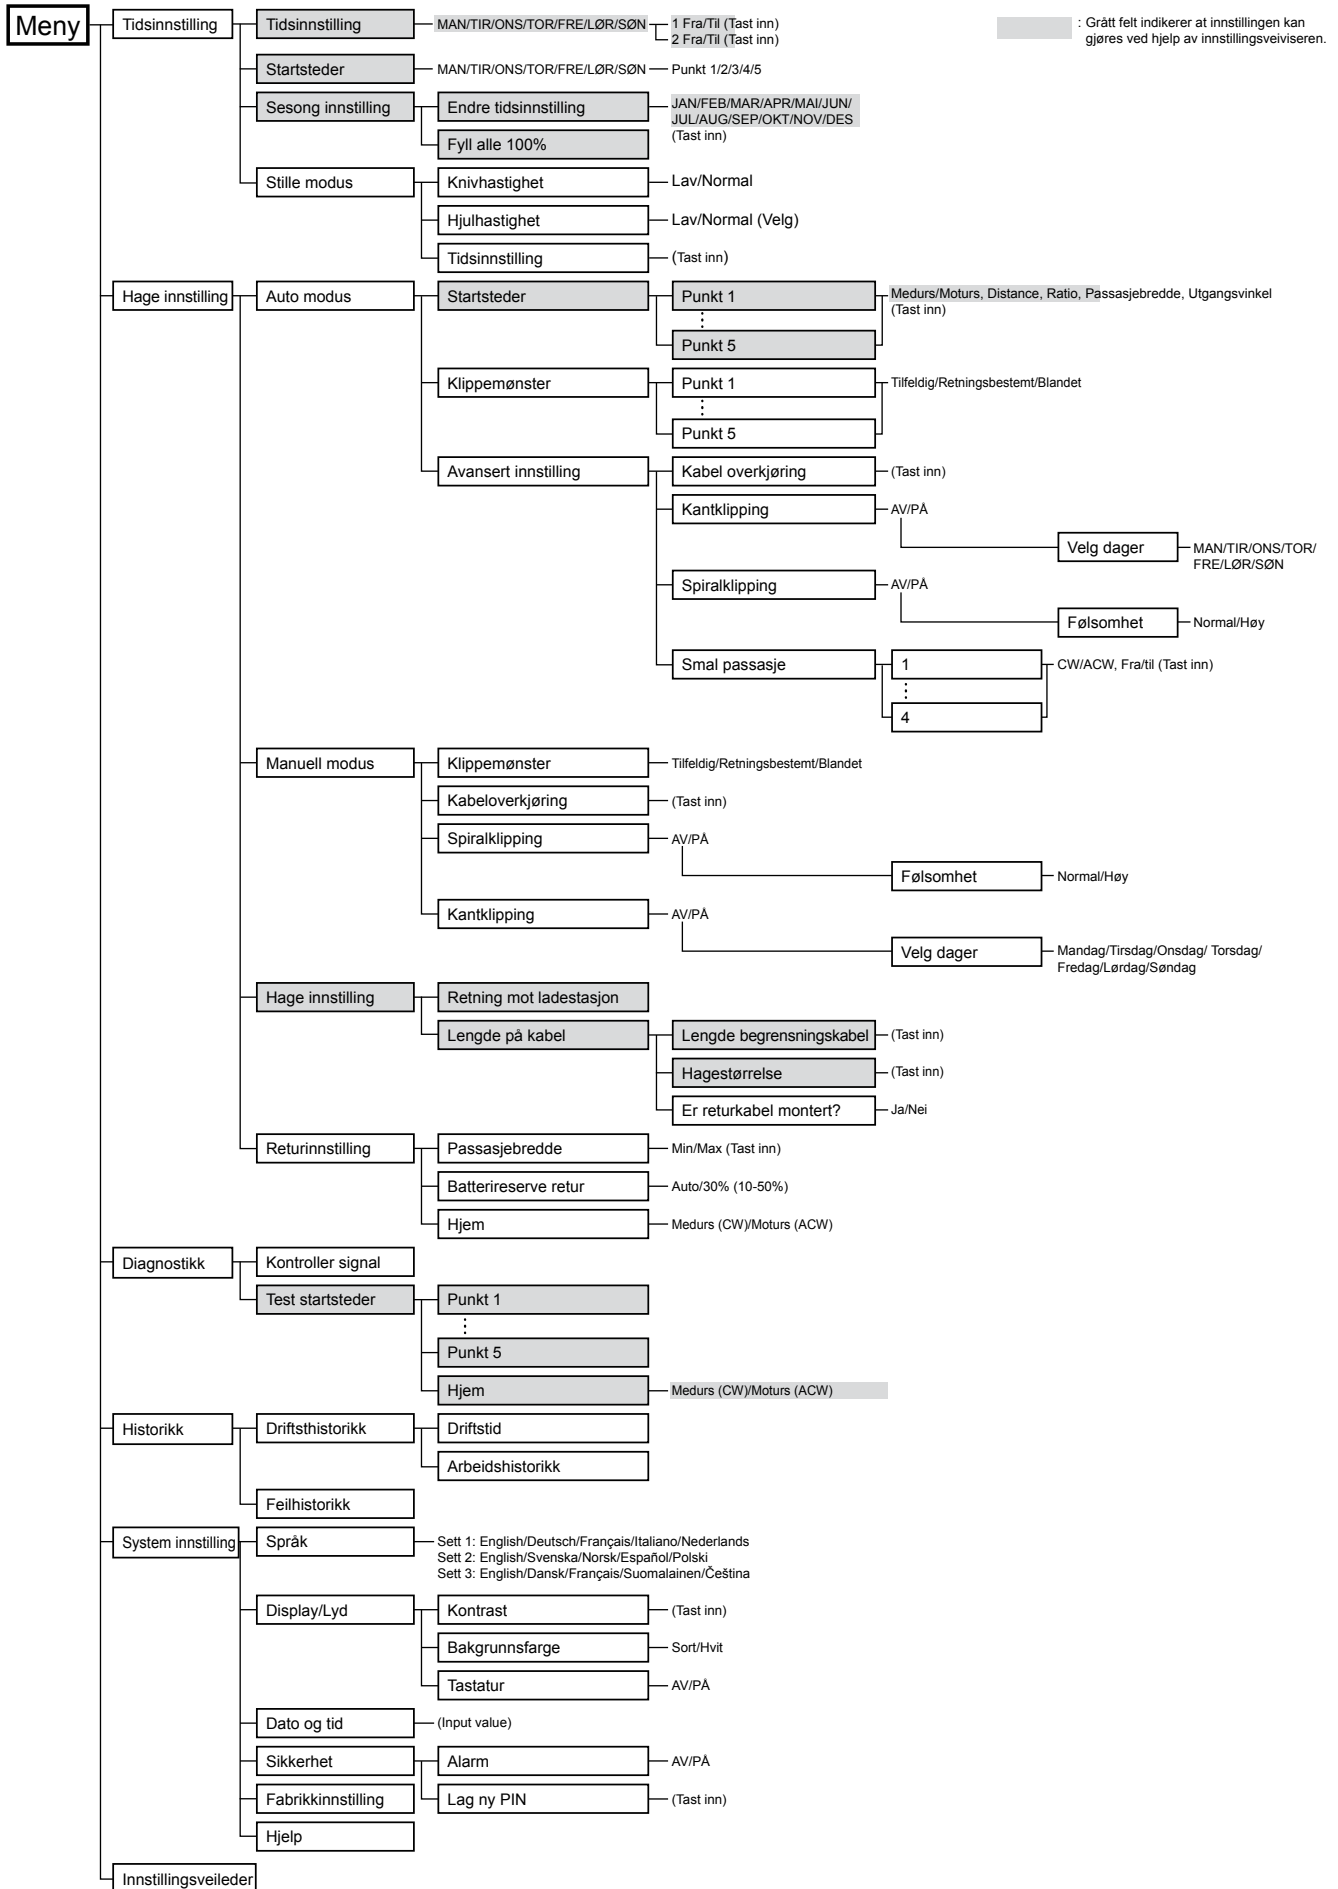 Meny
Tidsinnstilling
Tidsinnstilling
MAN/TIR/ONS/TOR/FRE/LØR/SØN
1 Fra/Til (Tast inn)
2 Fra/Til (Tast inn)
: Grått felt indikerer at innstillingen kan
gjøres ved hjelp av innstillingsveiviseren.
Startsteder
MAN/TIR/ONS/TOR/FRE/LØR/SØN
Punkt 1/2/3/4/5
Sesong innstilling
Endre tidsinnstilling
JAN/FEB/MAR/APR/MAI/JUN/
JUL/AUG/SEP/OKT/NOV/DES
(Tast inn)
Fyll alle 100%
Stille modus
Knivhastighet
Lav/Normal
Hjulhastighet
Lav/Normal (Velg)
Tidsinnstilling
(Tast inn)
Hage innstilling
Auto modus
Startsteder
Punkt 1
Medurs/Moturs, Distance, Ratio, Passasjebredde, Utgangsvinkel
(Tast inn)
Punkt 5
Klippemønster
Punkt 1
Tilfeldig/Retningsbestemt/Blandet
Punkt 5
Avansert innstilling
Kabel overkjøring
(Tast inn)
Kantklipping
AV/PÅ
Velg dager
MAN/TIR/ONS/TOR/
FRE/LØR/SØN
Spiralklipping
AV/PÅ
Følsomhet
Normal/Høy
Smal passasje
1
CW/ACW, Fra/til (Tast inn)
4
Manuell modus
Klippemønster
Tilfeldig/Retningsbestemt/Blandet
Kabeloverkjøring
(Tast inn)
Spiralklipping
AV/PÅ
Følsomhet
Normal/Høy
Kantklipping
AV/PÅ
Velg dager
Mandag/Tirsdag/Onsdag/ Torsdag/
Fredag/Lørdag/Søndag
Hage innstilling
Retning mot ladestasjon
Lengde på kabel
Lengde begrensningskabel
(Tast inn)
Hagestørrelse
(Tast inn)
Er returkabel montert?
Ja/Nei
Returinnstilling
Passasjebredde
Min/Max (Tast inn)
Batterireserve retur
Auto/30% (10-50%)
Hjem
Medurs (CW)/Moturs (ACW)
Diagnostikk
Kontroller signal
Test startsteder
Punkt 1
Punkt 5
Hjem
Medurs (CW)/Moturs (ACW)
Historikk
Driftsthistorikk
Driftstid
Arbeidshistorikk
Feilhistorikk
System innstilling
Språk
Sett 1: English/Deutsch/Français/Italiano/Nederlands
Sett 2: English/Svenska/Norsk/Español/Polski
Sett 3: English/Dansk/Français/Suomalainen/Čeština
Display/Lyd
Kontrast
(Tast inn)
Bakgrunnsfarge
Sort/Hvit
Tastatur
AV/PÅ
Dato og tid
(Input value)
Sikkerhet
Alarm
AV/PÅ
Fabrikkinnstilling
Lag ny PIN
(Tast inn)
Hjelp
Innstillingsveileder